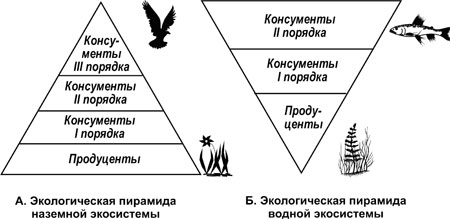 Консу-
менты
III порядка
Консументы
II порядка
Консументы
I порядка
Продуценты
А. Экологическая пирамида
наземной экосистемы
Консументы
II порядка
Консументы
I порядка
Проду-
центы
Б. Экологическая пирамида
водной экосистемы